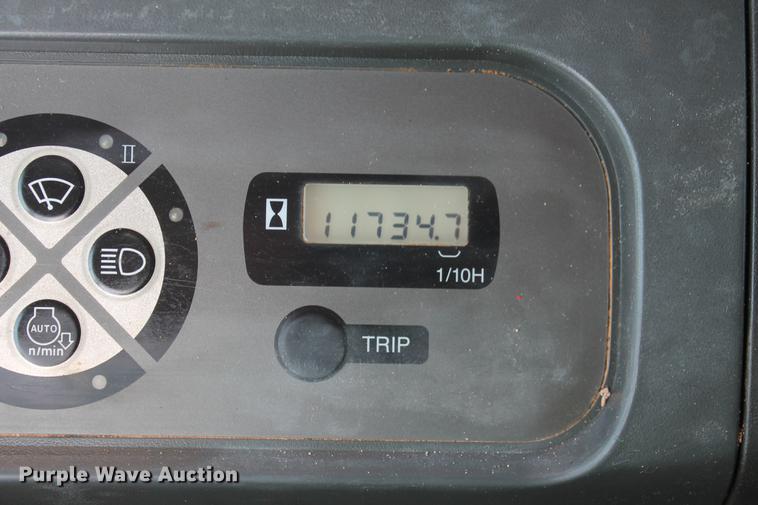 II
11734.7
1/10H
AUTO
n/min
TRIP
Purple Wave Auction